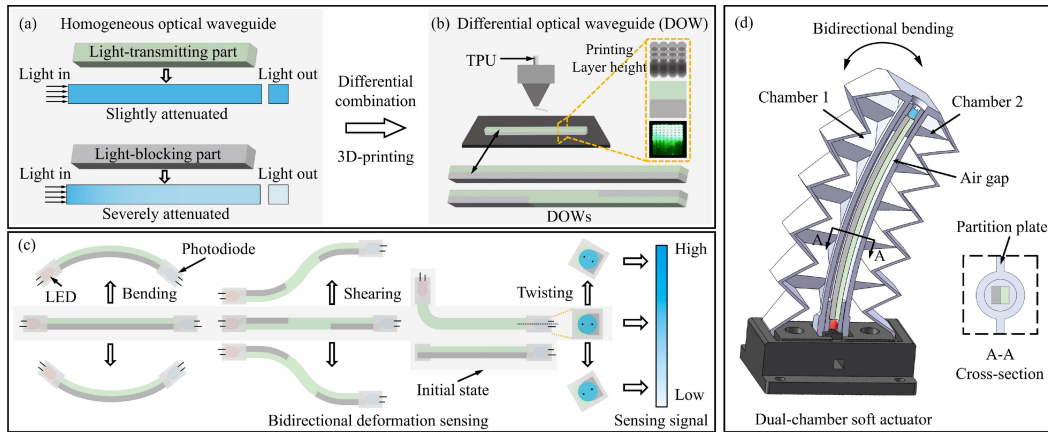 (a)
Homogeneous optical waveguide
Light-transmitting part
Light in
Light out
Slightly attenuated
Light-blocking part
Light in
Light out
Severely attenuated
Differential
combination
3D-printing
(b)
Differential optical waveguide (DOW)
TPU
Printing
Layer height
DOWs
(c)
Photodiode
LED
Bending
Shearing
Twisting
Initial state
Bidirectional deformation sensing
High
Low
Sensing signal
(d)
Bidirectional bending
Chamber 1
Chamber 2
Air gap
A
A
Partition plate
A-A
Cross-section
Dual-chamber soft actuator